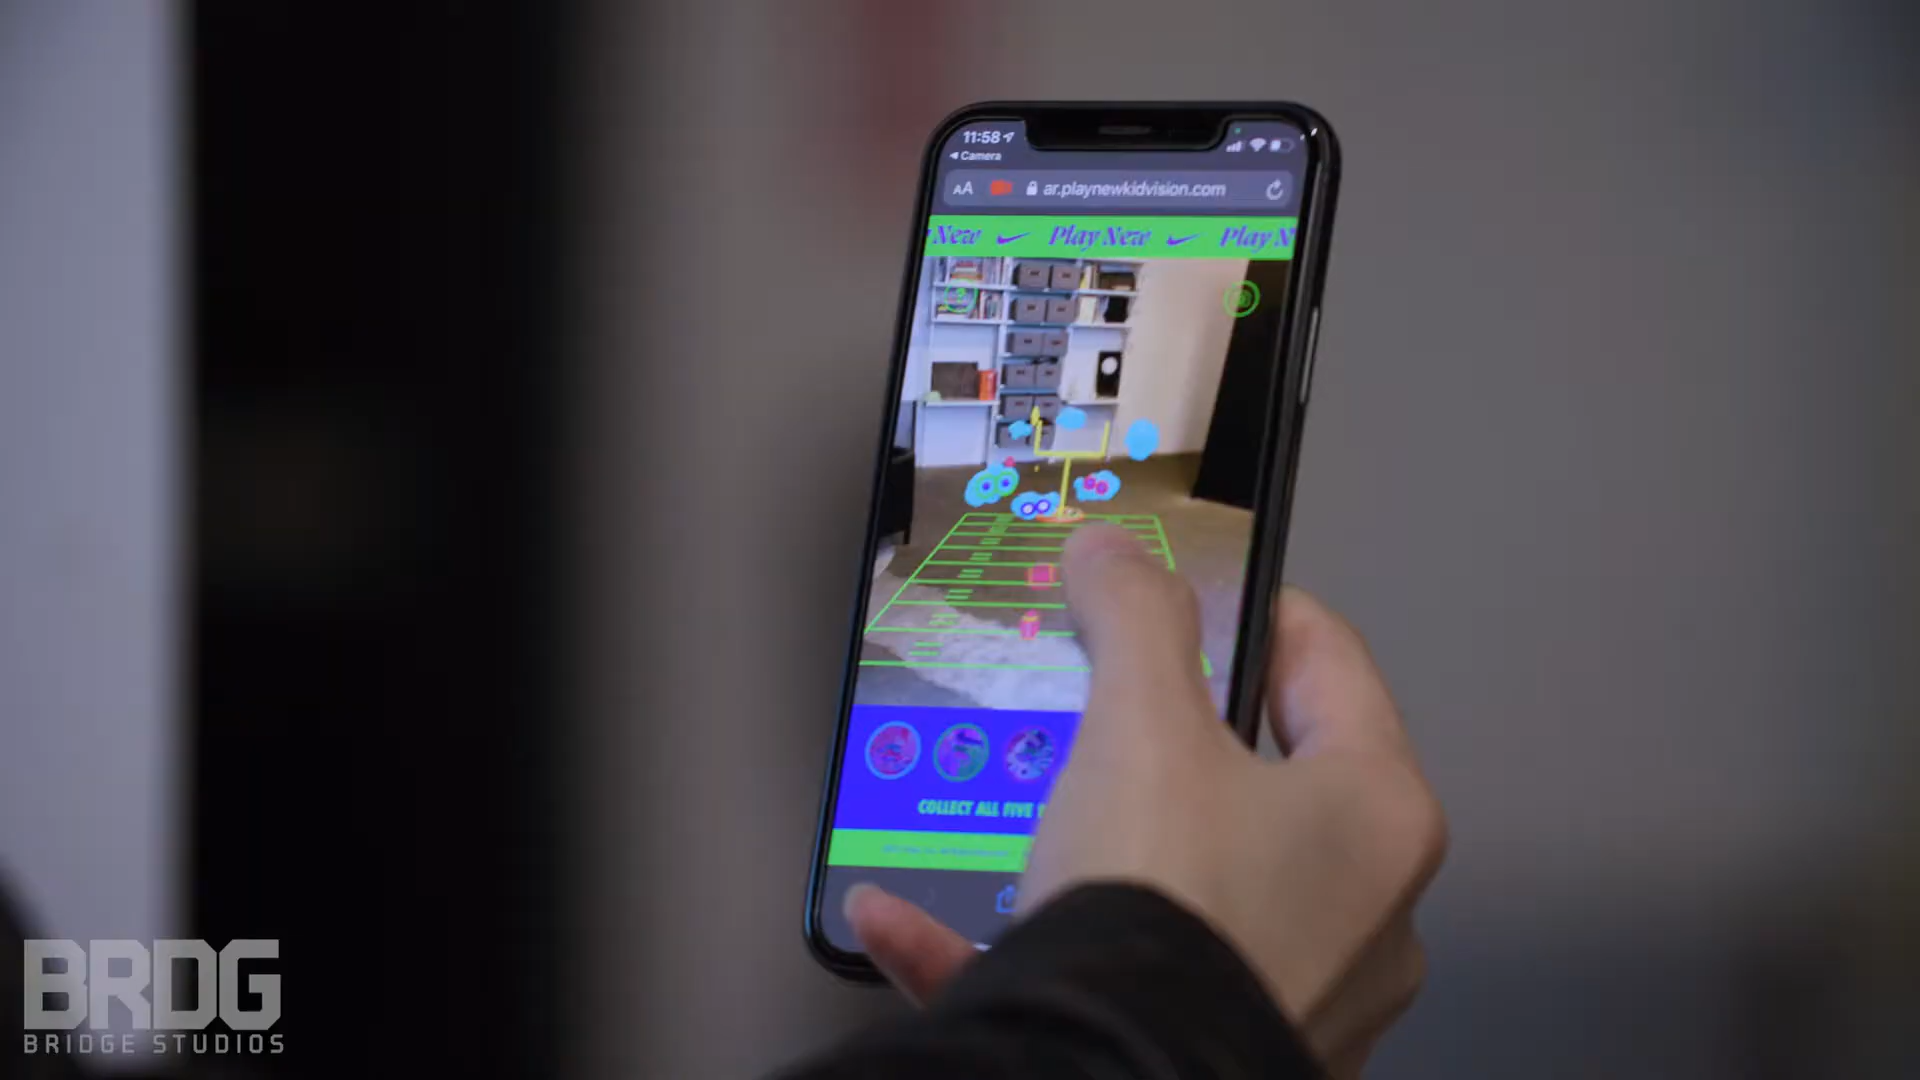 11:58
Camera
AA ar.playnewkidvision.com
New Play New Play N
COLLECT ALL FIVE
BRDG
BRIDGE STUDIOS